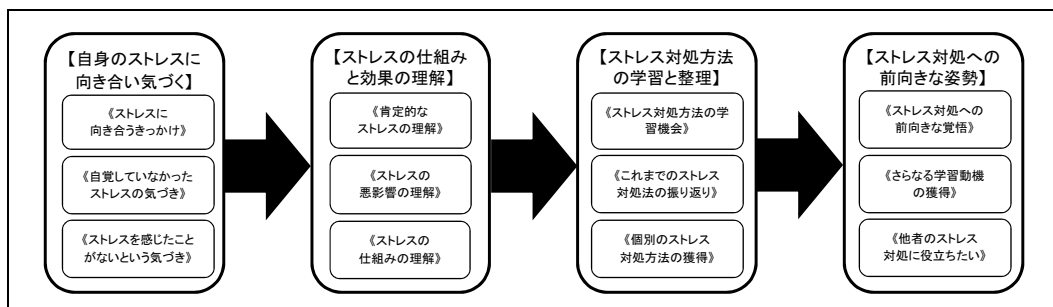 【自身のストレスに
向き合い気づく】
《ストレスに
向き合うきっかけ》
《自覚していなかった
ストレスの気づき》
《ストレスを感じたこと
がないという気づき》
【ストレスの仕組み
と効果の理解】
《肯定的な
ストレスの理解》
《ストレスの
悪影響の理解》
《ストレスの
仕組みの理解》
【ストレス対処方法
の学習と整理】
《ストレス対処方法の学
習機会》
《これまでのストレス
対処法の振り返り》
《個別のストレス
対処方法の獲得》
【ストレス対処への
前向きな姿勢】
《ストレス対処への
前向きな覚悟》
《さらなる学習動機
の獲得》
《他者のストレス
対処に役立ちたい》